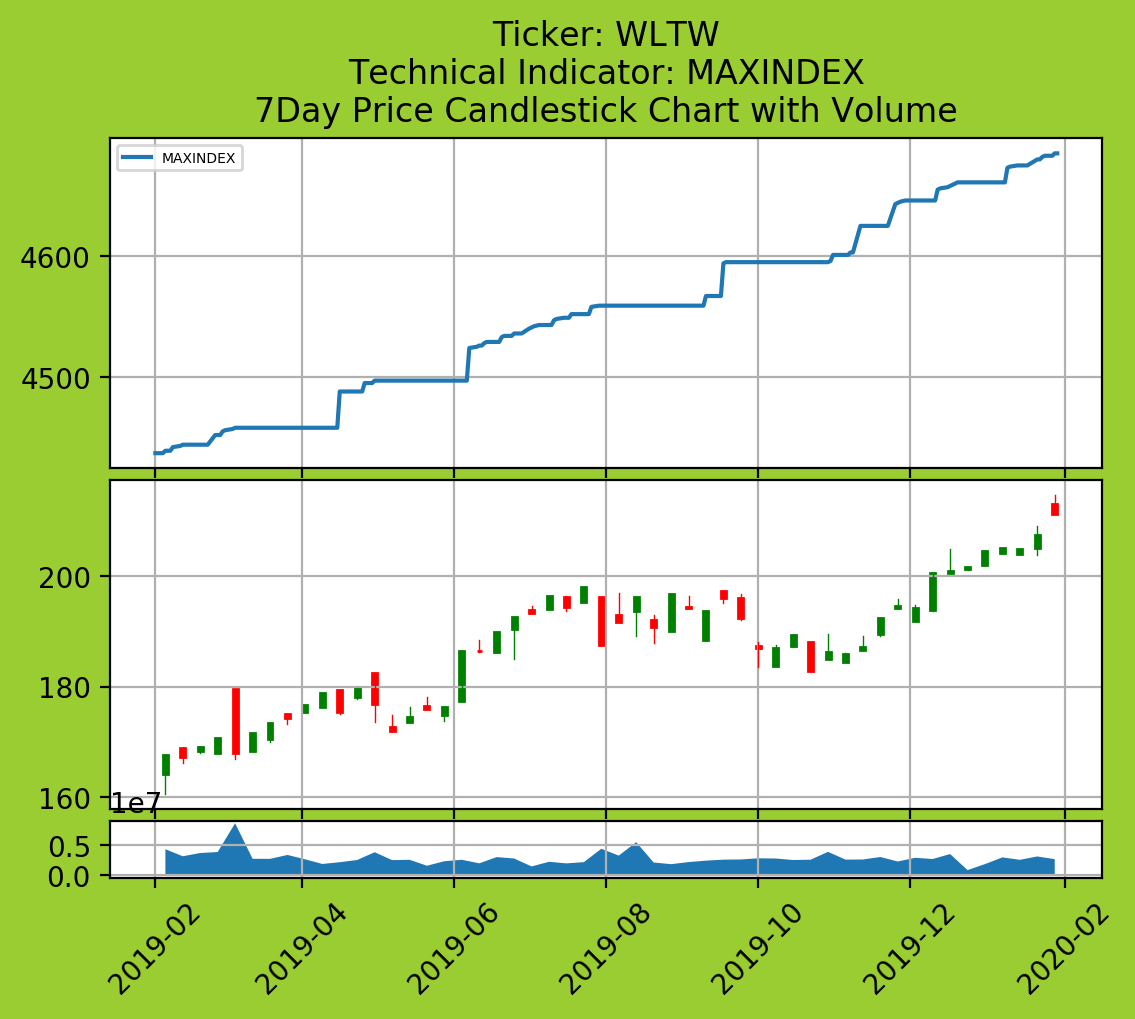 Ticker: WLTW
Technical Indicator: MAXINDEX
7Day Price Candlestick Chart with Volume
MAXINDEX
4600
4500
200
180
160
1e7
0.5
0.0
2019-02
2019-04
2019-06
2019-08
2019-10
2019-12
2020-02